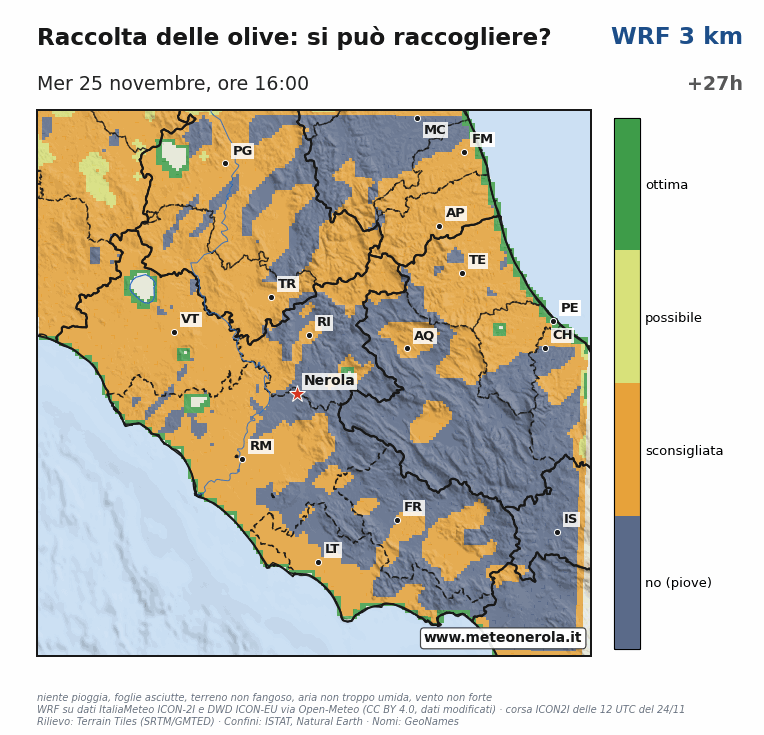 Raccolta delle olive: si può raccogliere?
WRF 3 km
Mer 25 novembre, ore 16:00
+27h
MC
FM
PG
AP
TE
TR
PE
VT
RI
AQ
CH
Nerola
RM
FR
IS
LT
www.meteonerola.it
ottima
possibile
sconsigliata
no (piove)
niente pioggia, foglie asciutte, terreno non fangoso, aria non troppo umida, vento non forte
WRF su dati ItaliaMeteo ICON-2I e DWD ICON-EU via Open-Meteo (CC BY 4.0, dati modificati) · corsa ICON2I delle 12 UTC del 24/11
Rilievo: Terrain Tiles (SRTM/GMTED) · Confini: ISTAT, Natural Earth · Nomi: GeoNames